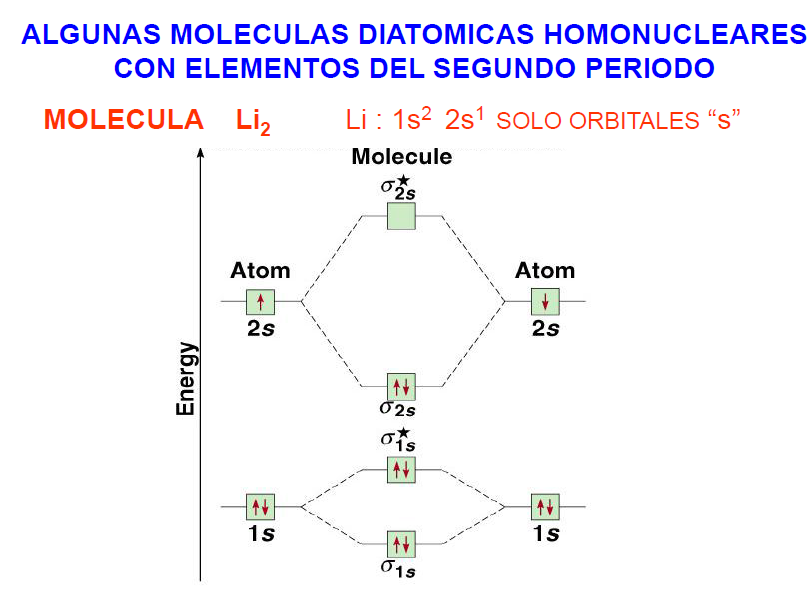 ALGUNAS MOLECULAS DIATOMICAS HOMONUCLEARES
CON ELEMENTOS DEL SEGUNDO PERIODO
MOLECULA Li₂ Li : 1s² 2s¹ SOLO ORBITALES “s”
Molecule
σ★2s
Atom Atom
2s 2s
Energy
σ2s
σ★1s
1s 1s
σ1s